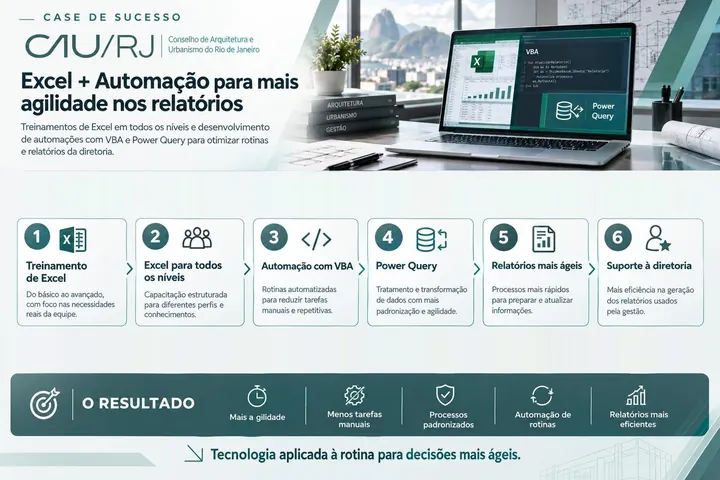 CASE DE SUCESSO
CAU/RJ
Conselho de Arquitetura e
Urbanismo do Rio de Janeiro
Excel + Automação para mais
agilidade nos relatórios
Treinamentos de Excel em todos os níveis e desenvolvimento
de automações com VBA e Power Query para otimizar rotinas
e relatórios da diretoria.
ARQUITETURA
URBANISMO
GESTÃO
X
VBA
Power
Query
1
Treinamento
de Excel
Do básico ao avançado,
com foco nas necessidades
reais da equipe.
2
Excel para todos
os níveis
Capacitação estruturada
para diferentes perfis e
conhecimentos.
3
Automação com VBA
Rotinas automatizadas
para reduzir tarefas
manuais e repetitivas.
4
Power Query
Tratamento e transformação
de dados com mais
padronização e agilidade.
5
Relatórios mais ágeis
Processos mais rápidos
para preparar e atualizar
informações.
6
Suporte à diretoria
Mais eficiência na geração
dos relatórios usados
pela gestão.
O RESULTADO
Mais a gilidade
Menos tarefas
manuais
Processos
padronizados
Automação de
rotinas
Relatórios mais
eficientes
Tecnologia aplicada à rotina para decisões mais ágeis.